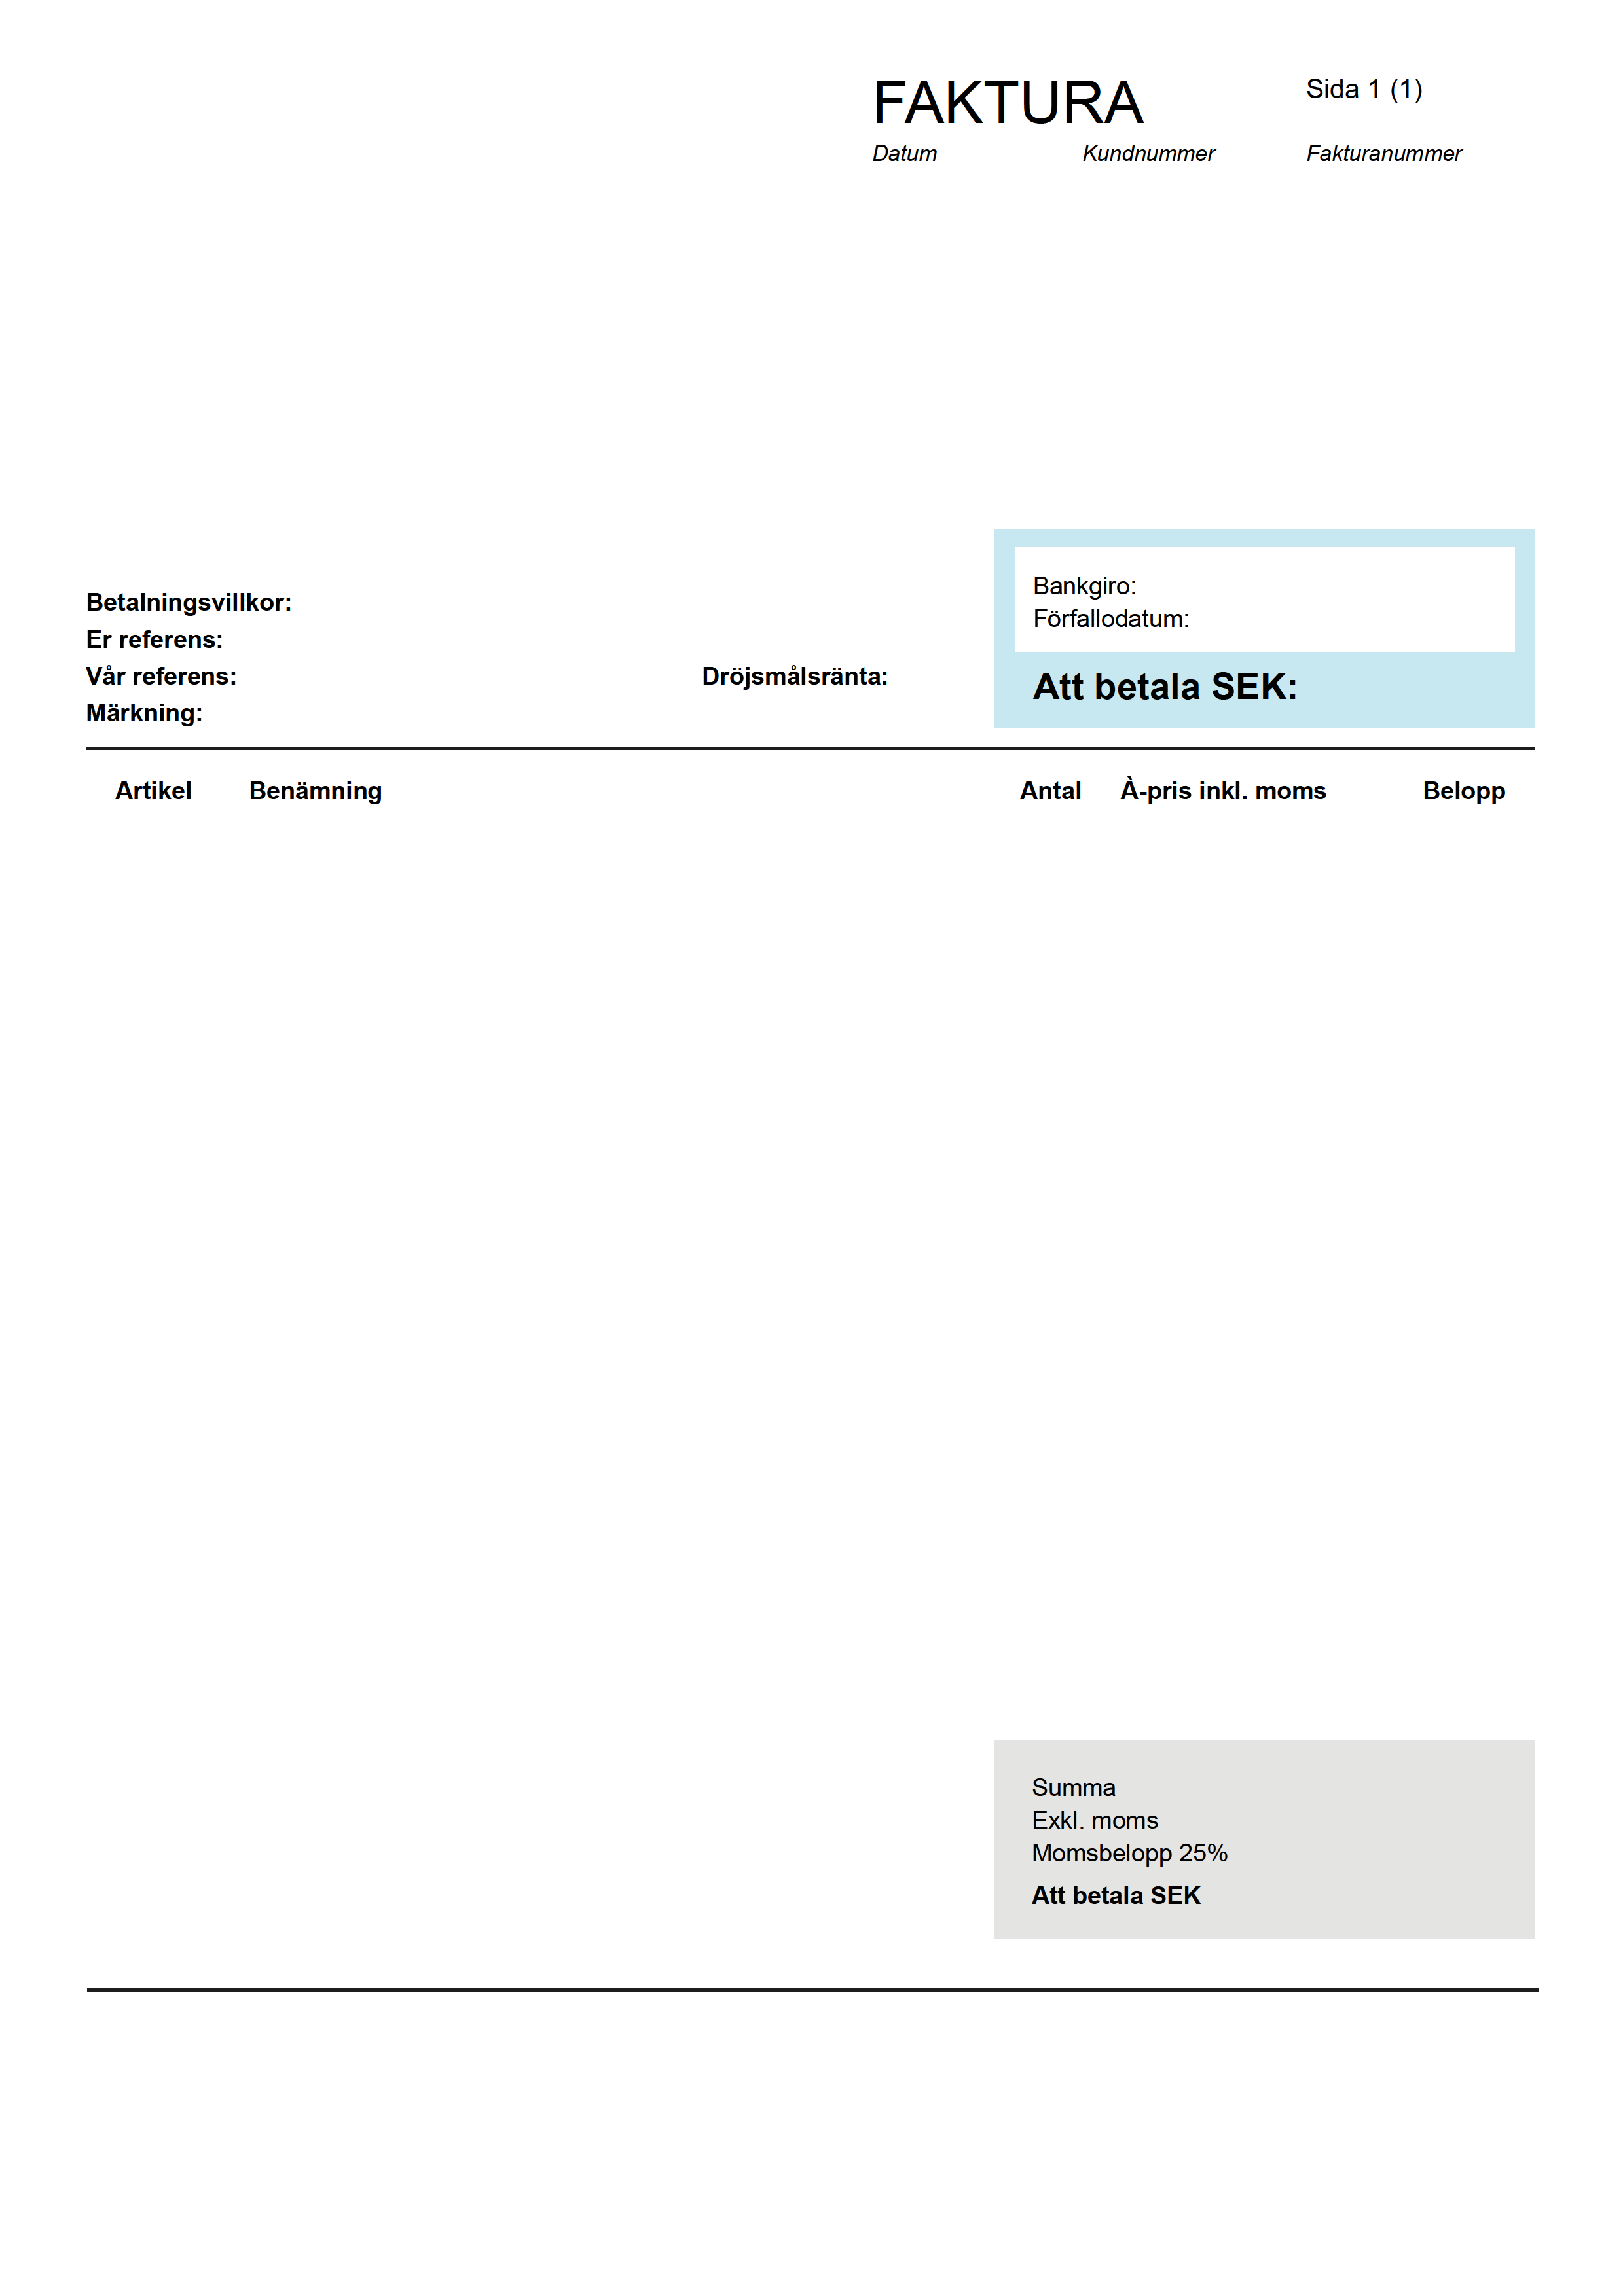 FAKTURA
Sida 1 (1)
Datum Kundnummer Fakturanummer
Bankgiro:
Förfallodatum:
Att betala SEK:
Betalningsvillkor:
Er referens:
Vår referens: Dröjsmålsränta:
Märkning:
Artikel Benämning Antal À-pris inkl. moms Belopp
Summa
Exkl. moms
Momsbelopp 25%
Att betala SEK